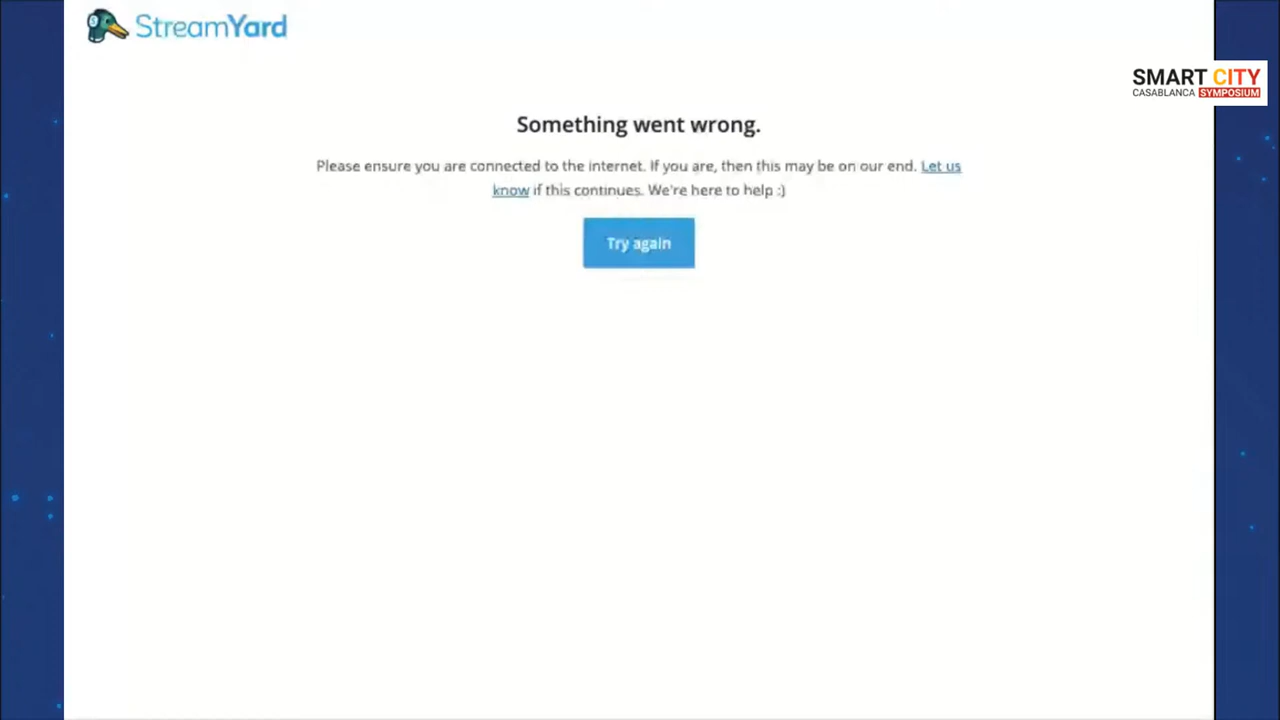 StreamYard
SMART CITY
CASABLANCA SYMPOSIUM
Something went wrong.
Please ensure you are connected to the internet. If you are, then this may be on our end. Let us
know if this continues. We're here to help :)
Try again